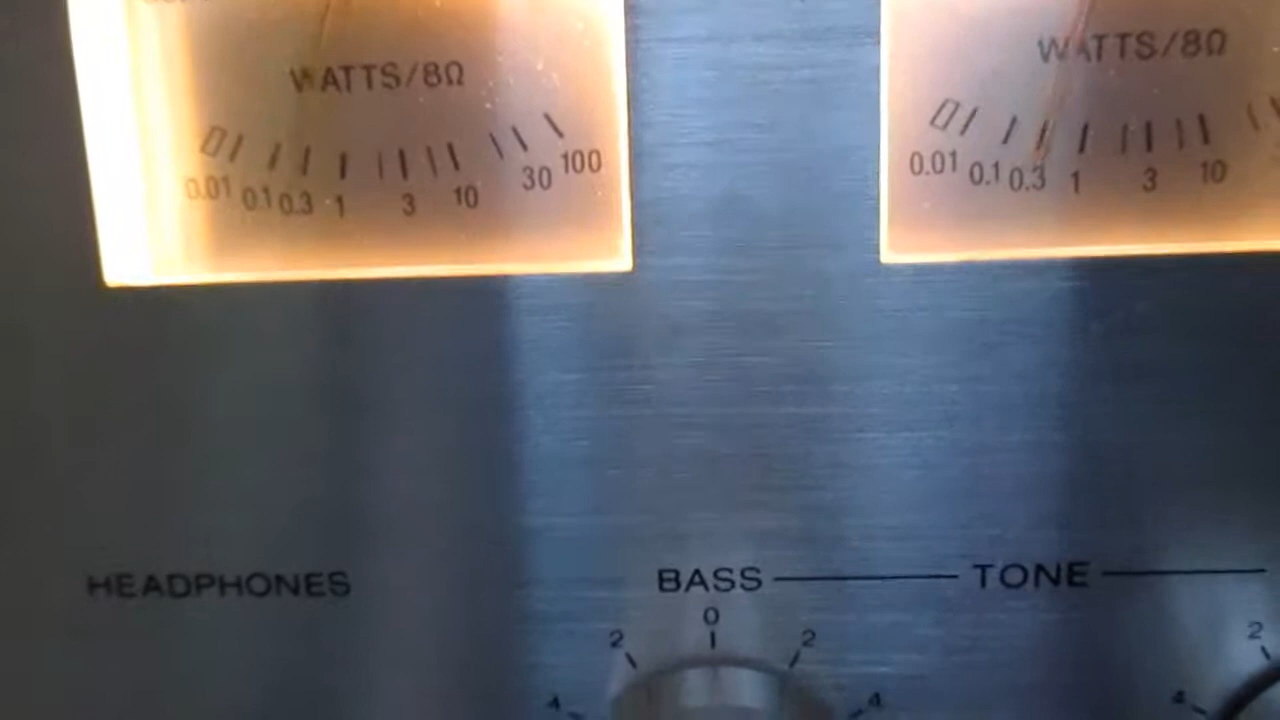 WATTS/8Ω
0.01 0.1 0.3 1 3 10 30 100
WATTS/8Ω
0.01 0.1 0.3 1 3 10
HEADPHONES
BASS TONE
0
2 2
4 4
2
4